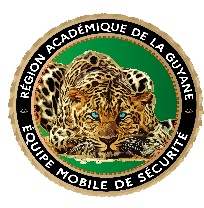 RÉGION ACADÉMIQUE DE LA GUYANE
ÉQUIPE MOBILE DE SÉCURITÉ